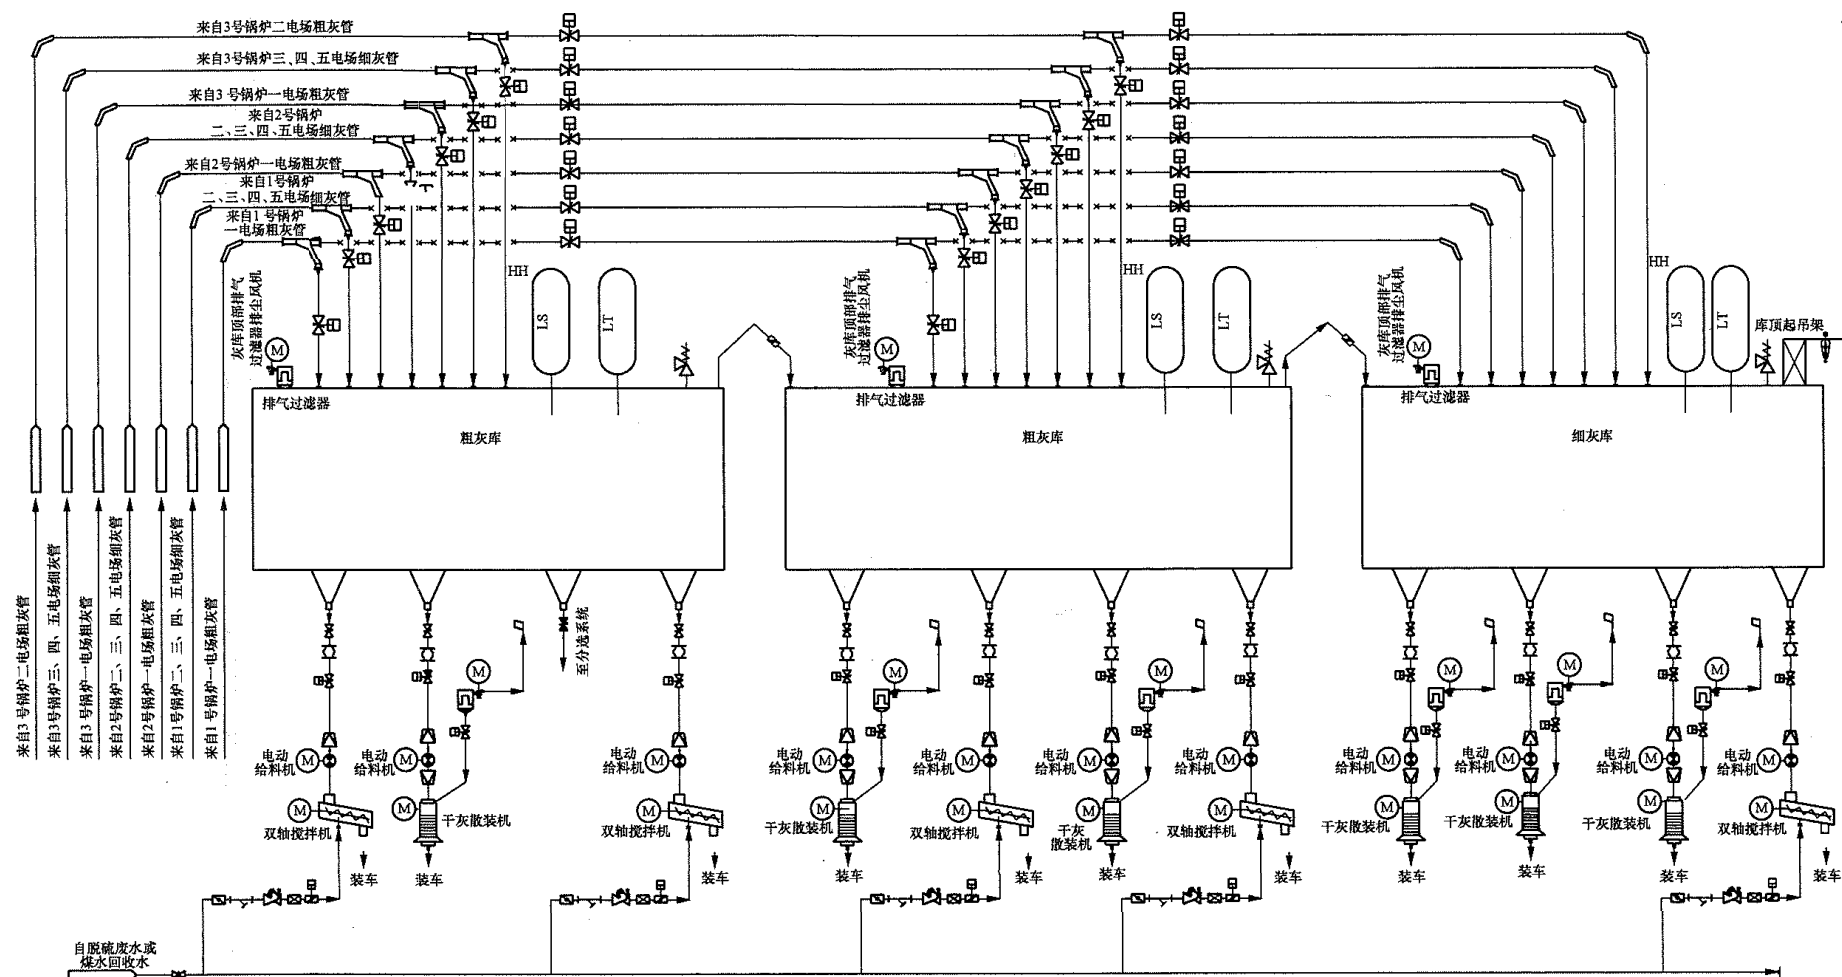 来自3号锅炉二电场粗灰管
来自3号锅炉三、四、五电场细灰管
来自3号锅炉一电场粗灰管
来自2号锅炉
二、三、四、五电场细灰管
来自2号锅炉一电场粗灰管
来自1号锅炉
二、三、四、五电场细灰管
来自1号锅炉
一电场粗灰管
灰库顶部排气
过滤器排尘风机
M
HH
LS
LT
灰库顶部排气
过滤器排尘风机
M
HH
LS
LT
灰库顶部排气
过滤器排尘风机
M
HH
LS
LT
库顶起吊架
排气过滤器
排气过滤器
排气过滤器
粗灰库
粗灰库
细灰库
来自3号锅炉二电场粗灰管
来自3号锅炉三、四、五电场细灰管
来自3号锅炉一电场粗灰管
来自2号锅炉二、三、四、五电场细灰管
来自2号锅炉一电场粗灰管
来自1号锅炉二、三、四、五电场细灰管
来自1号锅炉一电场粗灰管
至分选系统
M
M
M
M
M
M
电动
给料机
M
电动
给料机
M
电动
给料机
M
电动
给料机
M
电动
给料机
M
电动
给料机
M
电动
给料机
M
电动
给料机
M
电动
给料机
M
电动
给料机
M
电动
给料机
M
M
双轴搅拌机
M
干灰散装机
M
双轴搅拌机
M
干灰散装机
M
双轴搅拌机
M
干灰
散装机
M
双轴搅拌机
M
干灰散装机
M
干灰散装机
M
干灰散装机
M
双轴搅拌机
装车
装车
装车
装车
装车
装车
装车
装车
装车
装车
装车
自脱硫废水或
煤水回收水